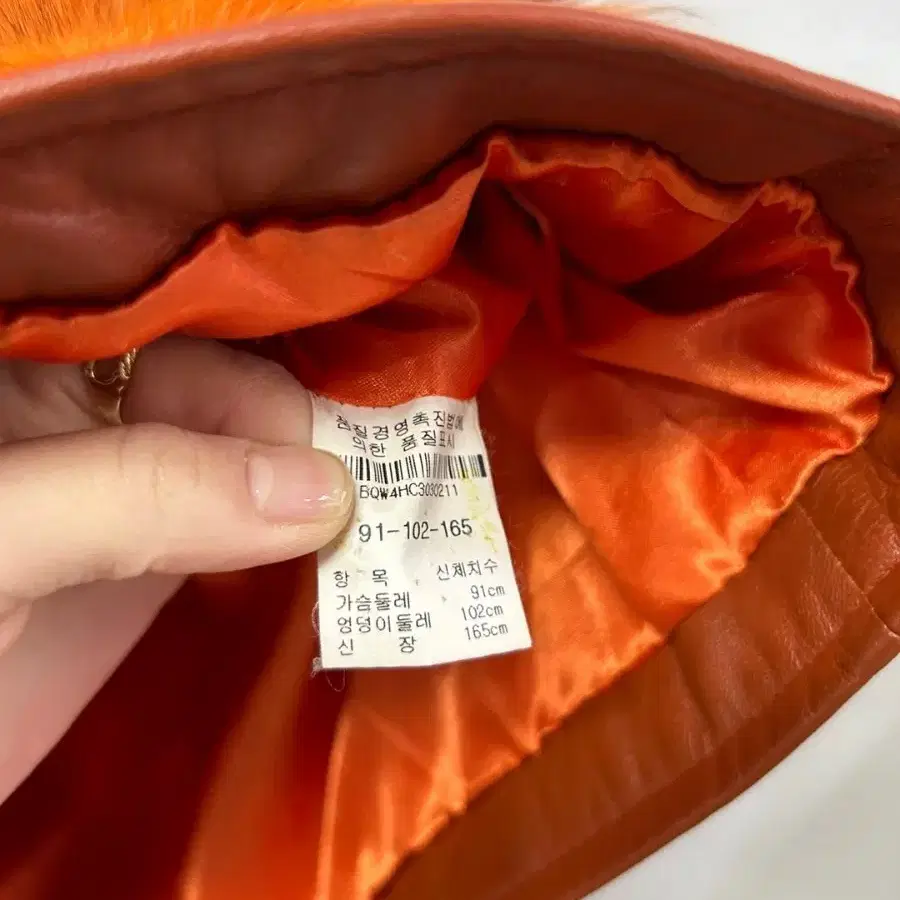 품질경영촉진법에
의한 품질표시
BQW4HC3030211
91-102-165
항 목 신체치수
가슴둘레 91cm
엉덩이둘레 102cm
신 장 165cm